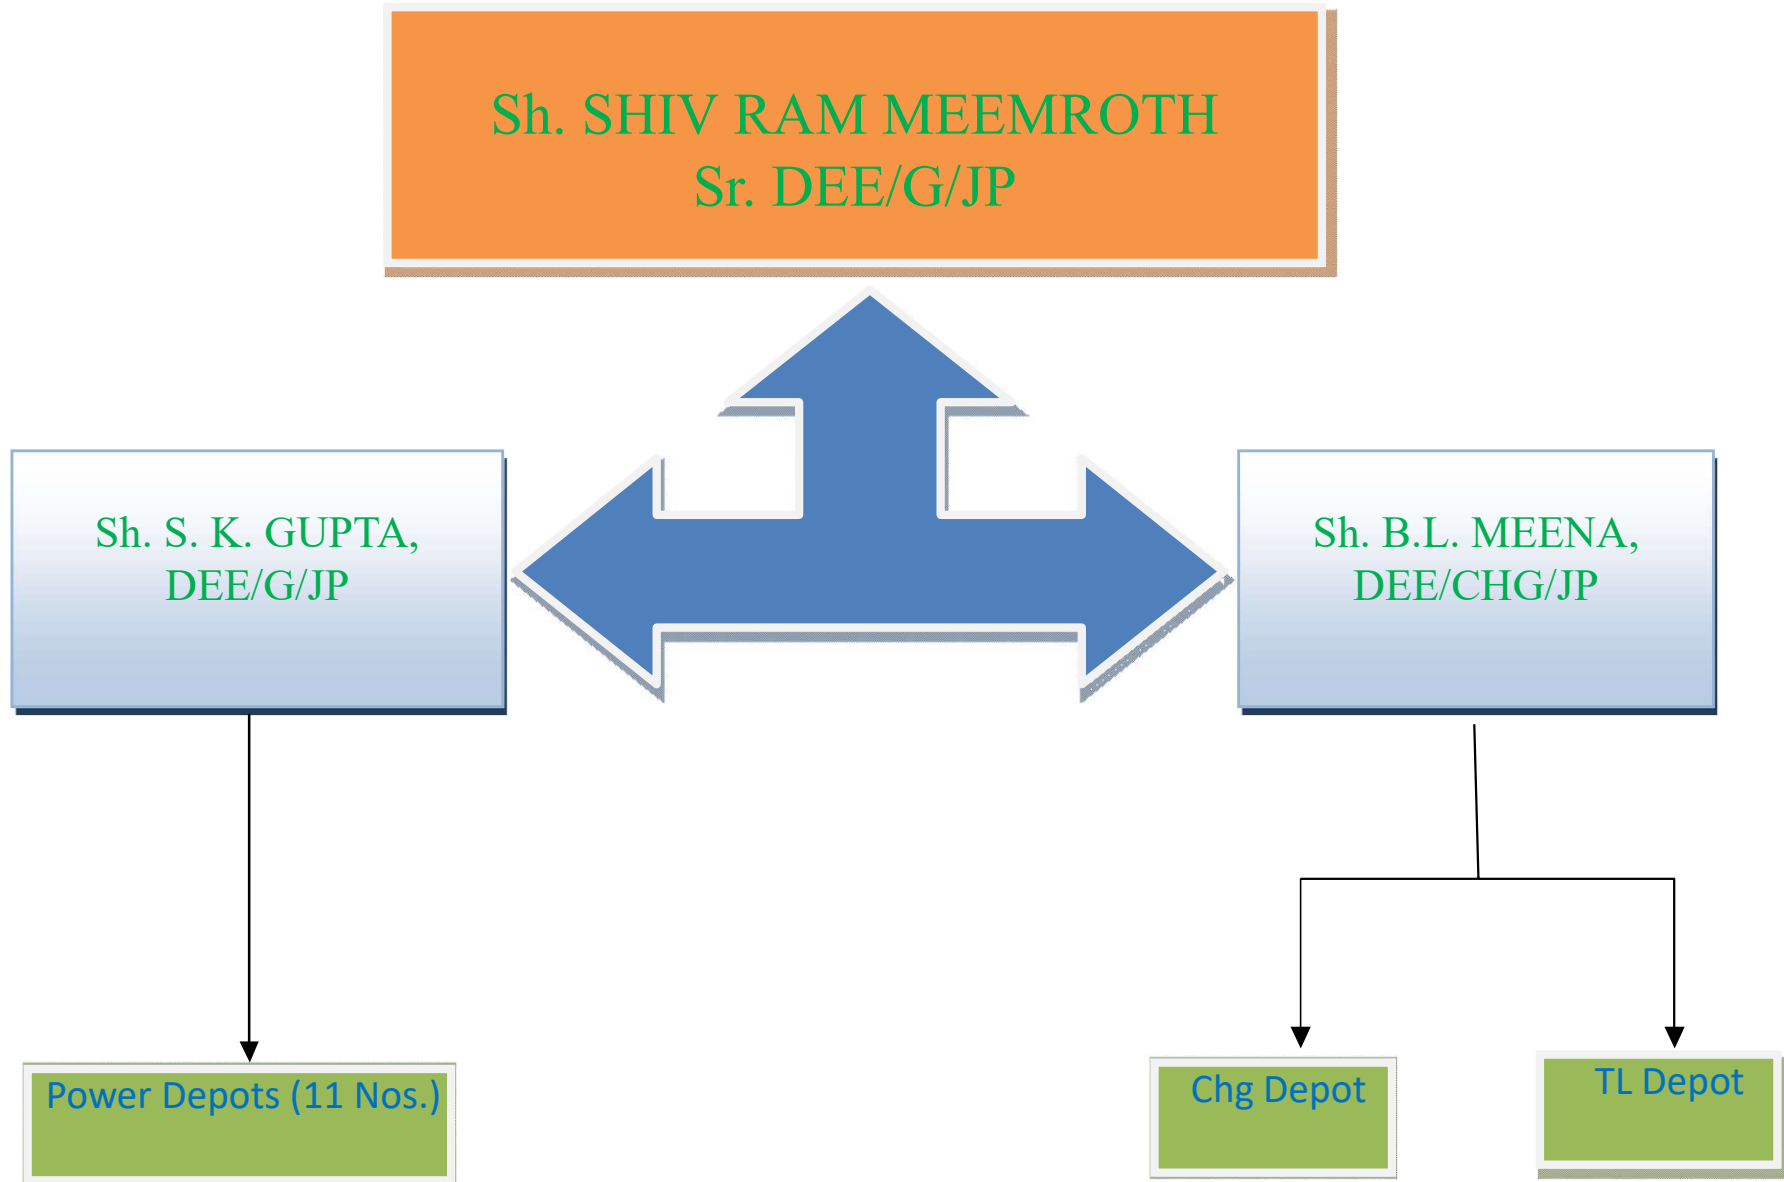 Sh. SHIV RAM MEEMROTH
Sr. DEE/G/JP
Sh. S. K. GUPTA,
DEE/G/JP
Sh. B.L. MEENA,
DEE/CHG/JP
Power Depots (11 Nos.)
Chg Depot
TL Depot